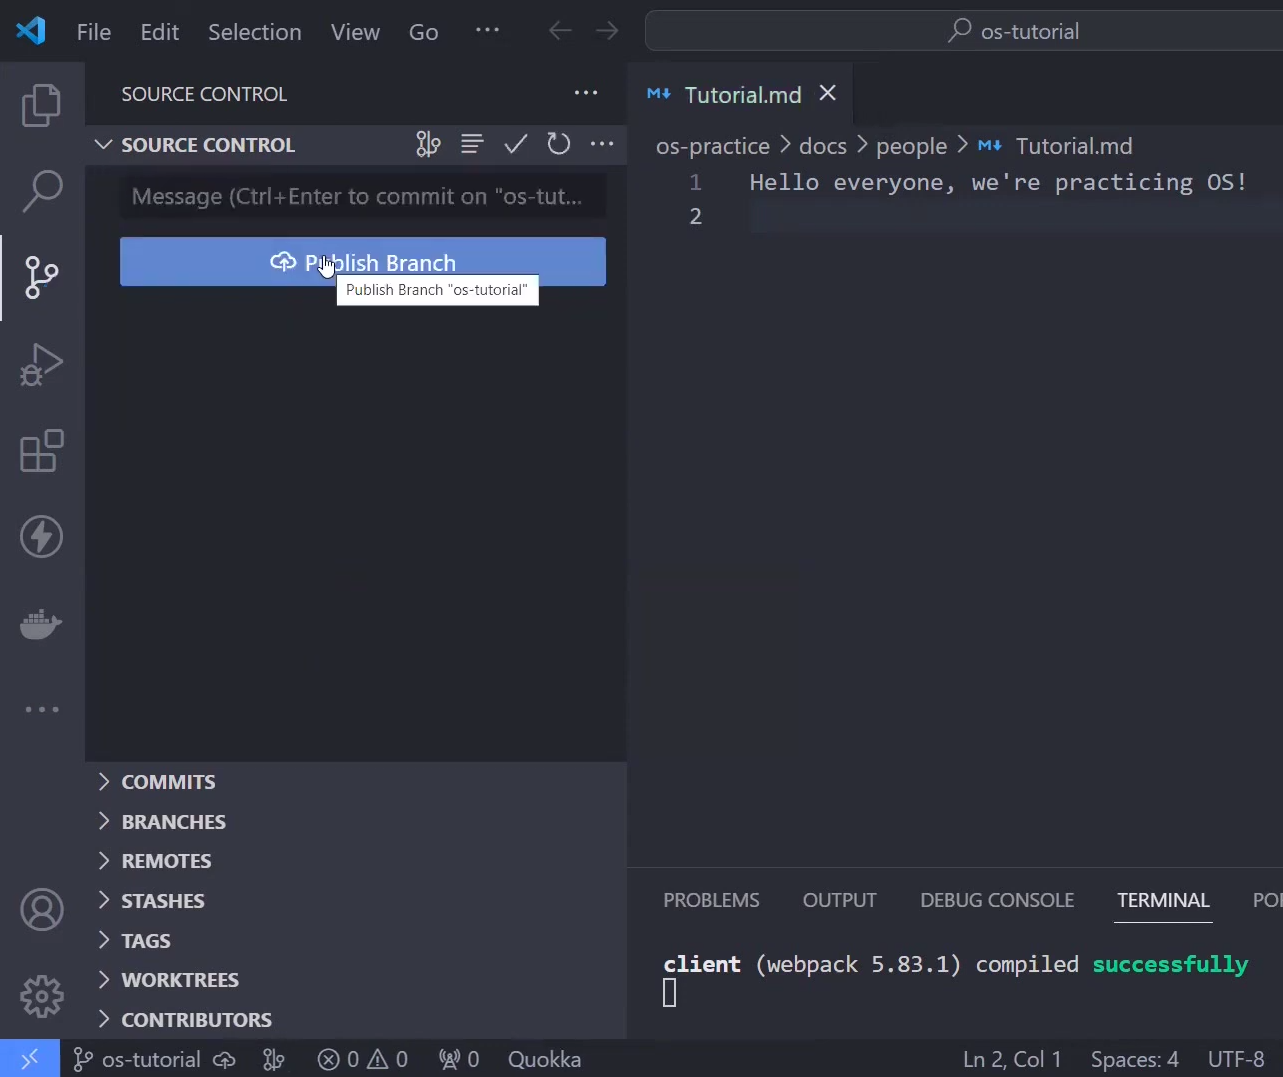 File Edit Selection View Go ···
os-tutorial
SOURCE CONTROL ···
SOURCE CONTROL ···
Message (Ctrl+Enter to commit on "os-tut...
Publish Branch
Publish Branch "os-tutorial"
Tutorial.md
os-practice > docs > people > Tutorial.md
1 Hello everyone, we're practicing OS!
2
COMMITS
BRANCHES
REMOTES
STASHES
TAGS
WORKTREES
CONTRIBUTORS
PROBLEMS OUTPUT DEBUG CONSOLE TERMINAL
client (webpack 5.83.1) compiled successfully
os-tutorial 0 0 0 Quokka Ln 2, Col 1 Spaces: 4 UTF-8